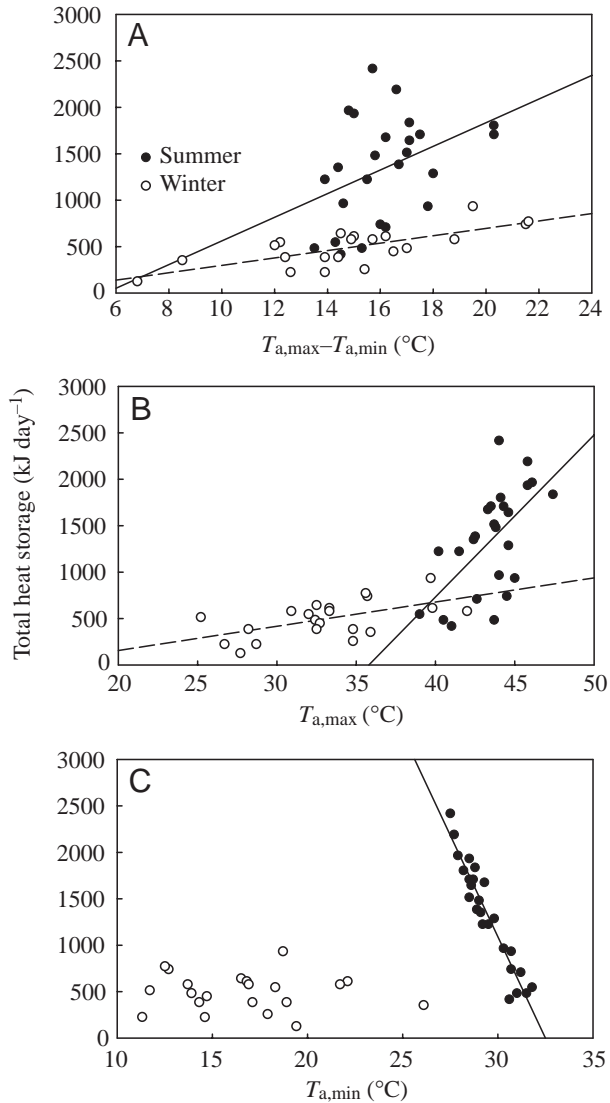 3000
A
2500
2000
1500
Summer
Winter
1000
500
0
6 8 10 12 14 16 18 20 22 24
Ta,max–Ta,min (°C)
Total heat storage (kJ day–1)
3000
B
2500
2000
1500
1000
500
0
20 25 30 35 40 45 50
Ta,max (°C)
3000
C
2500
2000
1500
1000
500
0
10 15 20 25 30 35
Ta,min (°C)